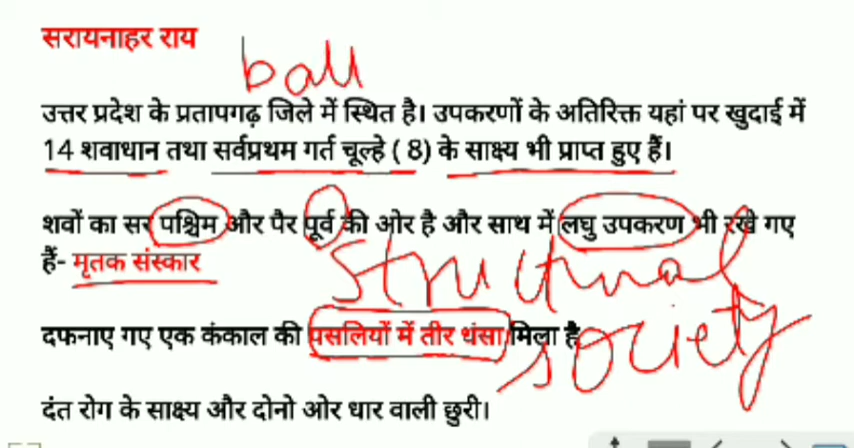 सरायनाहर राय
ball
उत्तर प्रदेश के प्रतापगढ़ जिले में स्थित है। उपकरणों के अतिरिक्त यहां पर खुदाई में
14 शवाधान तथा सर्वप्रथम गर्त चूल्हे ( 8) के साक्ष्य भी प्राप्त हुए हैं।
शवों का सर पश्चिम और पैर पूर्व की ओर है और साथ में लघु उपकरण भी रखे गए
हैं- मृतक संस्कार
structural
दफनाए गए एक कंकाल की पसलियों में तीर धंसा मिला है
society
दंत रोग के साक्ष्य और दोनो ओर धार वाली छुरी।